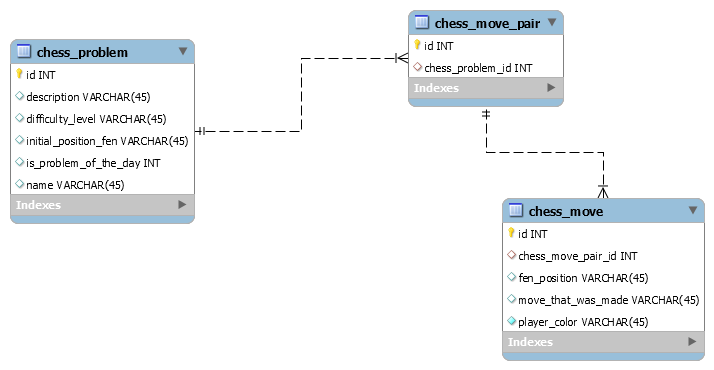 chess_problem
id INT
description VARCHAR(45)
difficulty_level VARCHAR(45)
initial_position_fen VARCHAR(45)
is_problem_of_the_day INT
name VARCHAR(45)
Indexes
chess_move_pair
id INT
chess_problem_id INT
Indexes
chess_move
id INT
chess_move_pair_id INT
fen_position VARCHAR(45)
move_that_was_made VARCHAR(45)
player_color VARCHAR(45)
Indexes